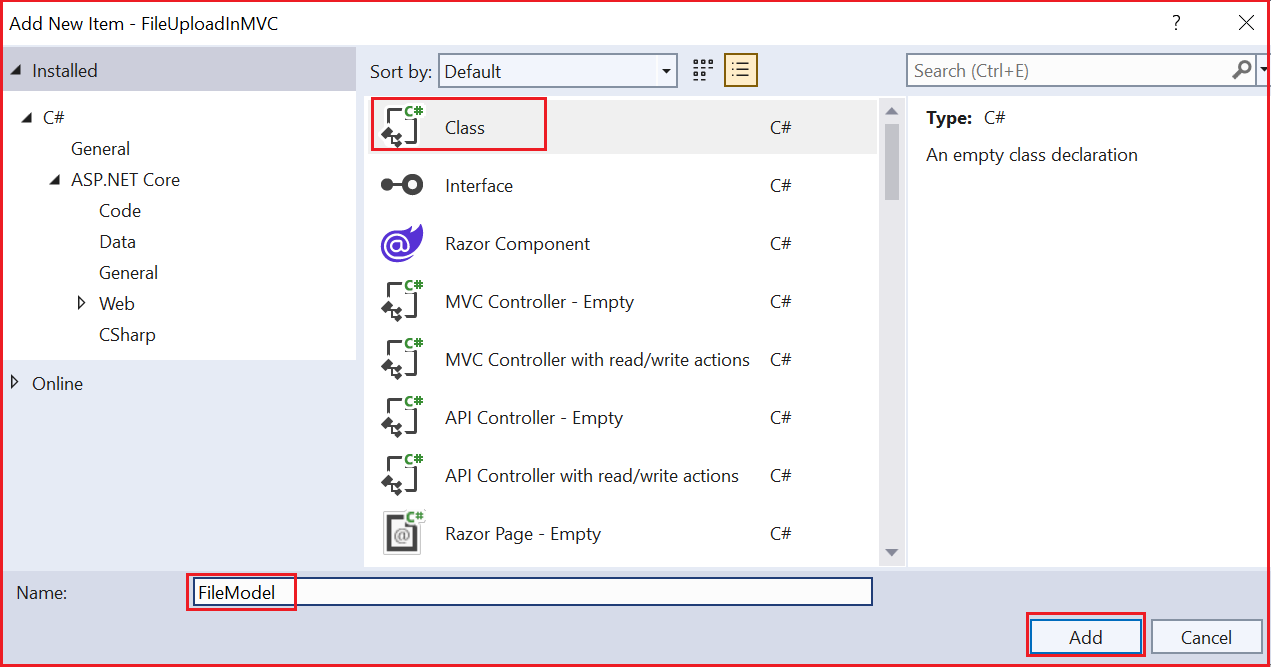 Add New Item - FileUploadInMVC
?
Installed
C#
General
ASP.NET Core
Code
Data
General
Web
CSharp
Online
Sort by: Default
C# Class C#
Interface C#
@ Razor Component C#
C# MVC Controller - Empty C#
C# MVC Controller with read/write actions C#
C# API Controller - Empty C#
C# API Controller with read/write actions C#
C# @ Razor Page - Empty C#
Search (Ctrl+E)
Type: C#
An empty class declaration
Name: FileModel
Add Cancel